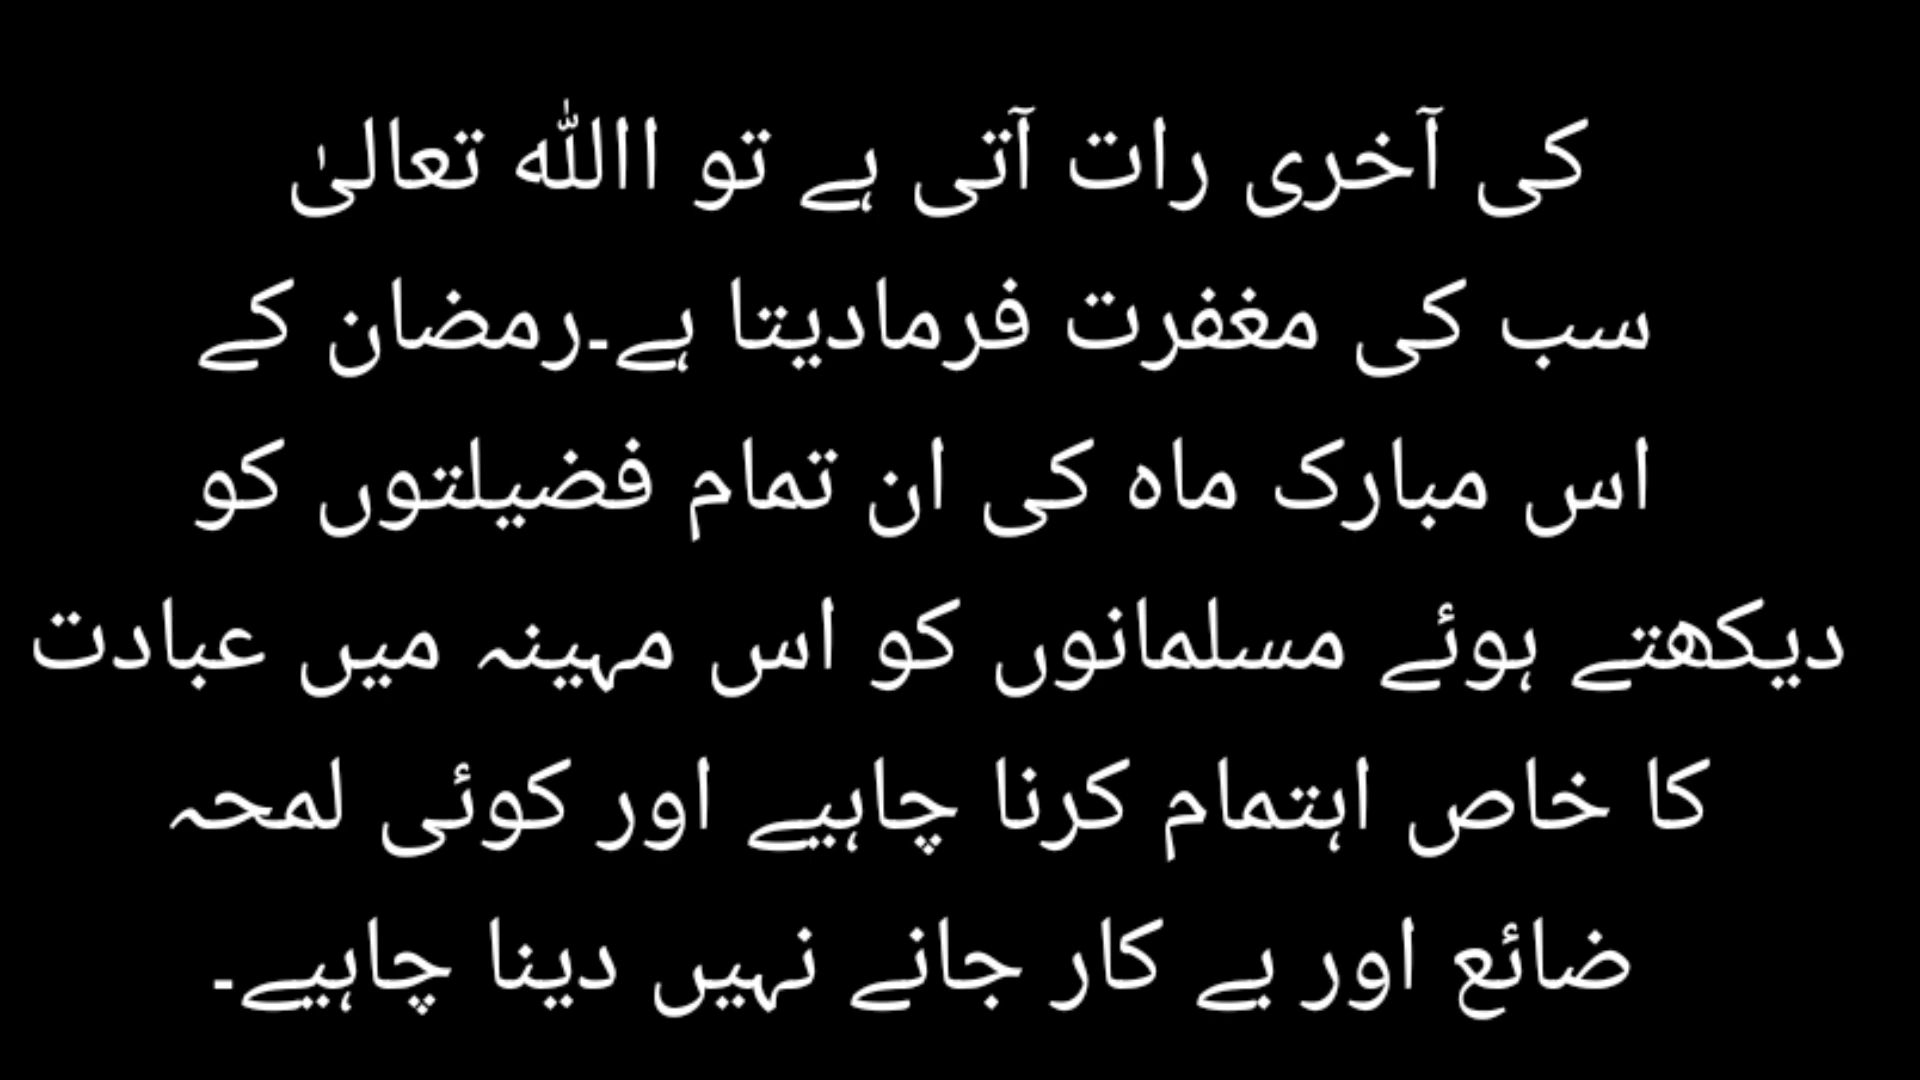 کی آخری رات آتی ہے تو اﷲ تعالیٰ
سب کی مغفرت فرمادیتا ہے۔رمضان کے
اس مبارک ماہ کی ان تمام فضیلتوں کو
دیکھتے ہوئے مسلمانوں کو اس مہینہ میں عبادت
کا خاص اہتمام کرنا چاہیے اور کوئی لمحہ
ضائع اور بے کار جانے نہیں دینا چاہیے۔